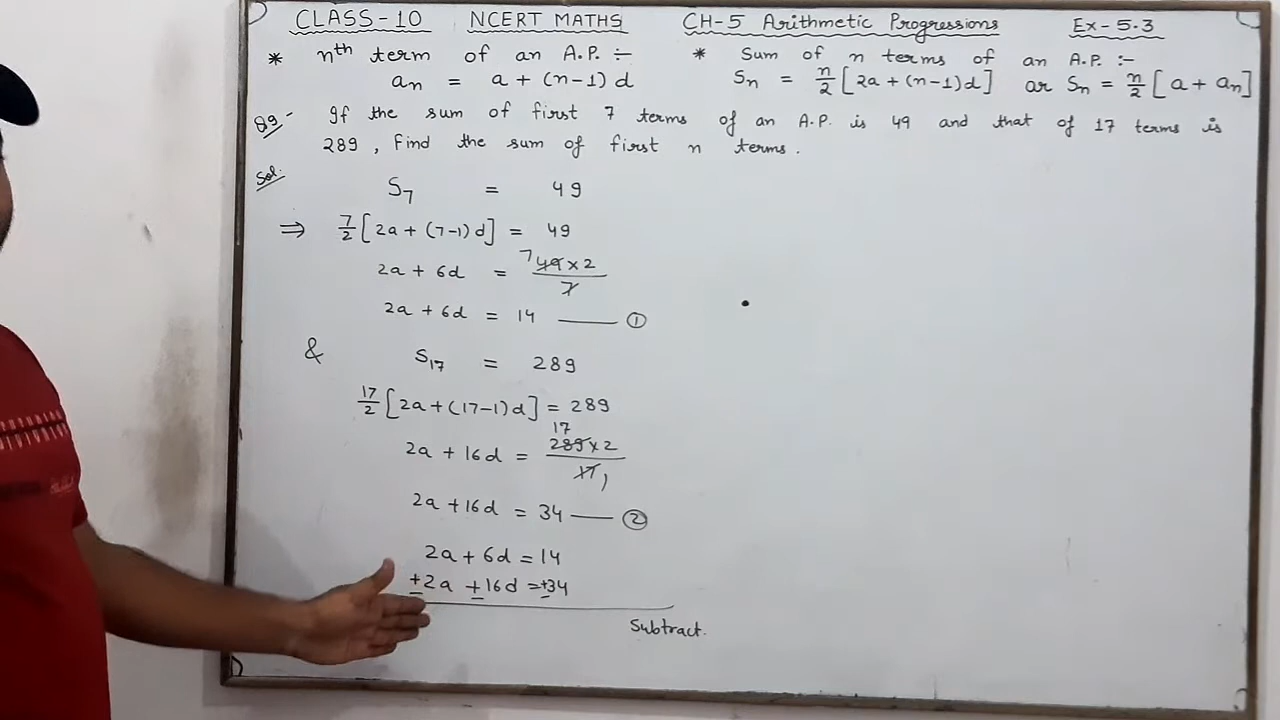 CLASS-10 NCERT MATHS CH-5 Arithmetic Progressions Ex-5.3
* nth term of an A.P. :-
an = a + (n-1) d
* Sum of n terms of an A.P. :-
Sn = n/2 [2a + (n-1)d] or Sn = n/2 [a + an]
Q9- If the sum of first 7 terms of an A.P. is 49 and that of 17 terms is
289, Find the sum of first n terms.
Sol:
S7 = 49
⇒ 7/2 [2a + (7-1)d] = 49
2a + 6d = 7 49×2/7
2a + 6d = 14 —— ①
& S17 = 289
17/2 [2a + (17-1)d] = 289
2a + 16d = 17 289×2/17 1
2a + 16d = 34 —— ②
2a + 6d = 14
±2a ±16d = ±34
Subtract.